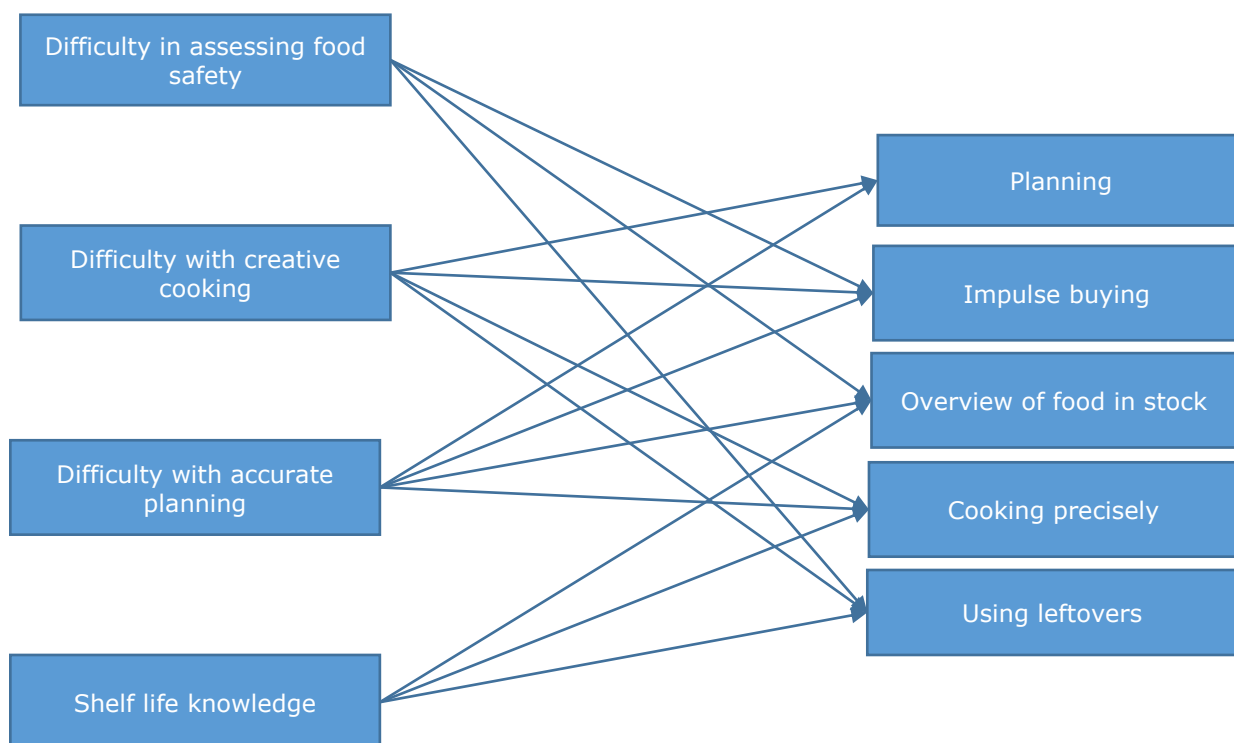 Difficulty in assessing food
safety
Difficulty with creative
cooking
Difficulty with accurate
planning
Shelf life knowledge
Planning
Impulse buying
Overview of food in stock
Cooking precisely
Using leftovers